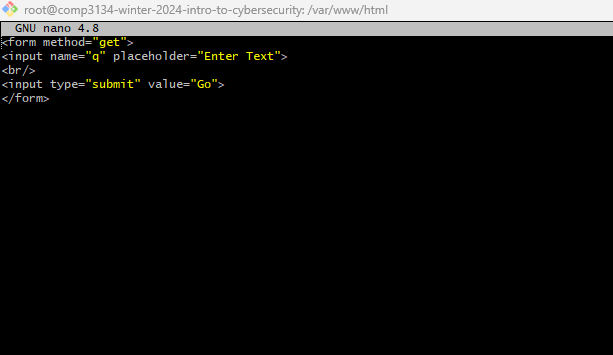 root@comp3134-winter-2024-intro-to-cybersecurity: /var/www/html
GNU nano 4.8
<form method="get">
<input name="q" placeholder="Enter Text">
<br/>
<input type="submit" value="Go">
</form>